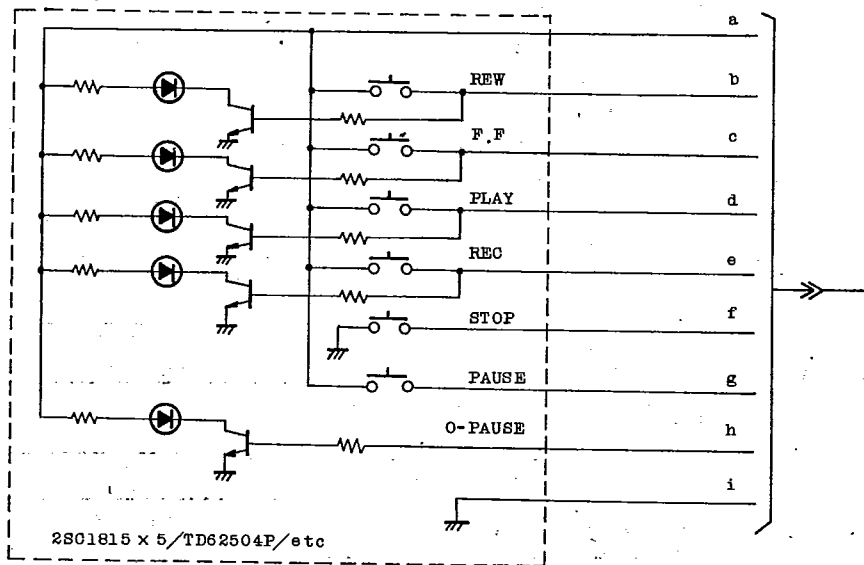 a
REW b
F.F c
PLAY d
REC e
STOP f
PAUSE g
O-PAUSE h
i
2SC1815 x 5/TD62504P/etc